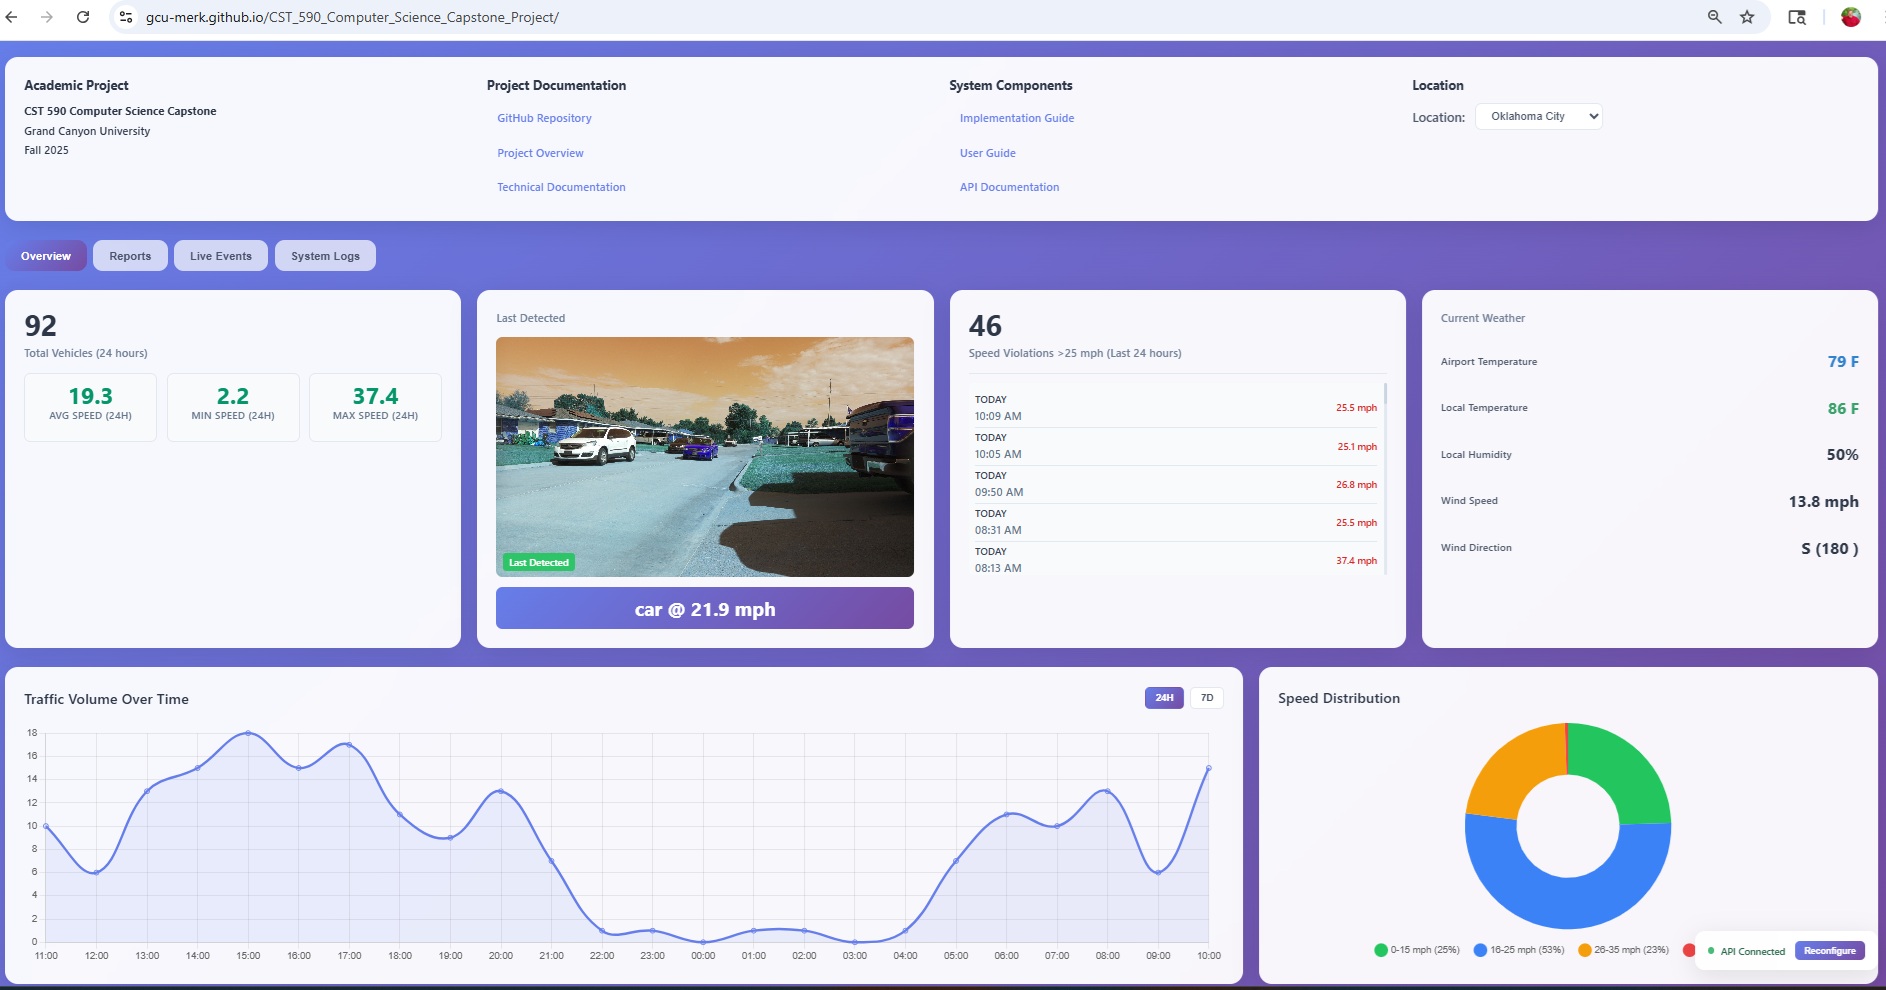 gcu-merk.github.io/CST_590_Computer_Science_Capstone_Project/
Academic Project
CST 590 Computer Science Capstone
Grand Canyon University
Fall 2025
Project Documentation
GitHub Repository
Project Overview
Technical Documentation
System Components
Implementation Guide
User Guide
API Documentation
Location
Location: Oklahoma City
Overview Reports Live Events System Logs
92
Total Vehicles (24 hours)
19.3
AVG SPEED (24H)
2.2
MIN SPEED (24H)
37.4
MAX SPEED (24H)
Last Detected
Last Detected
car @ 21.9 mph
46
Speed Violations >25 mph (Last 24 hours)
TODAY
10:09 AM 25.5 mph
TODAY
10:05 AM 25.1 mph
TODAY
09:50 AM 26.8 mph
TODAY
08:31 AM 25.5 mph
TODAY
08:13 AM 37.4 mph
Current Weather
Airport Temperature 79 F
Local Temperature 86 F
Local Humidity 50%
Wind Speed 13.8 mph
Wind Direction S (180 )
Traffic Volume Over Time 24H 7D
18
16
14
12
10
8
6
4
2
0
11:00 12:00 13:00 14:00 15:00 16:00 17:00 18:00 19:00 20:00 21:00 22:00 23:00 00:00 01:00 02:00 03:00 04:00 05:00 06:00 07:00 08:00 09:00 10:00
Speed Distribution
0-15 mph (25%) 16-25 mph (53%) 26-35 mph (23%)
API Connected Reconfigure